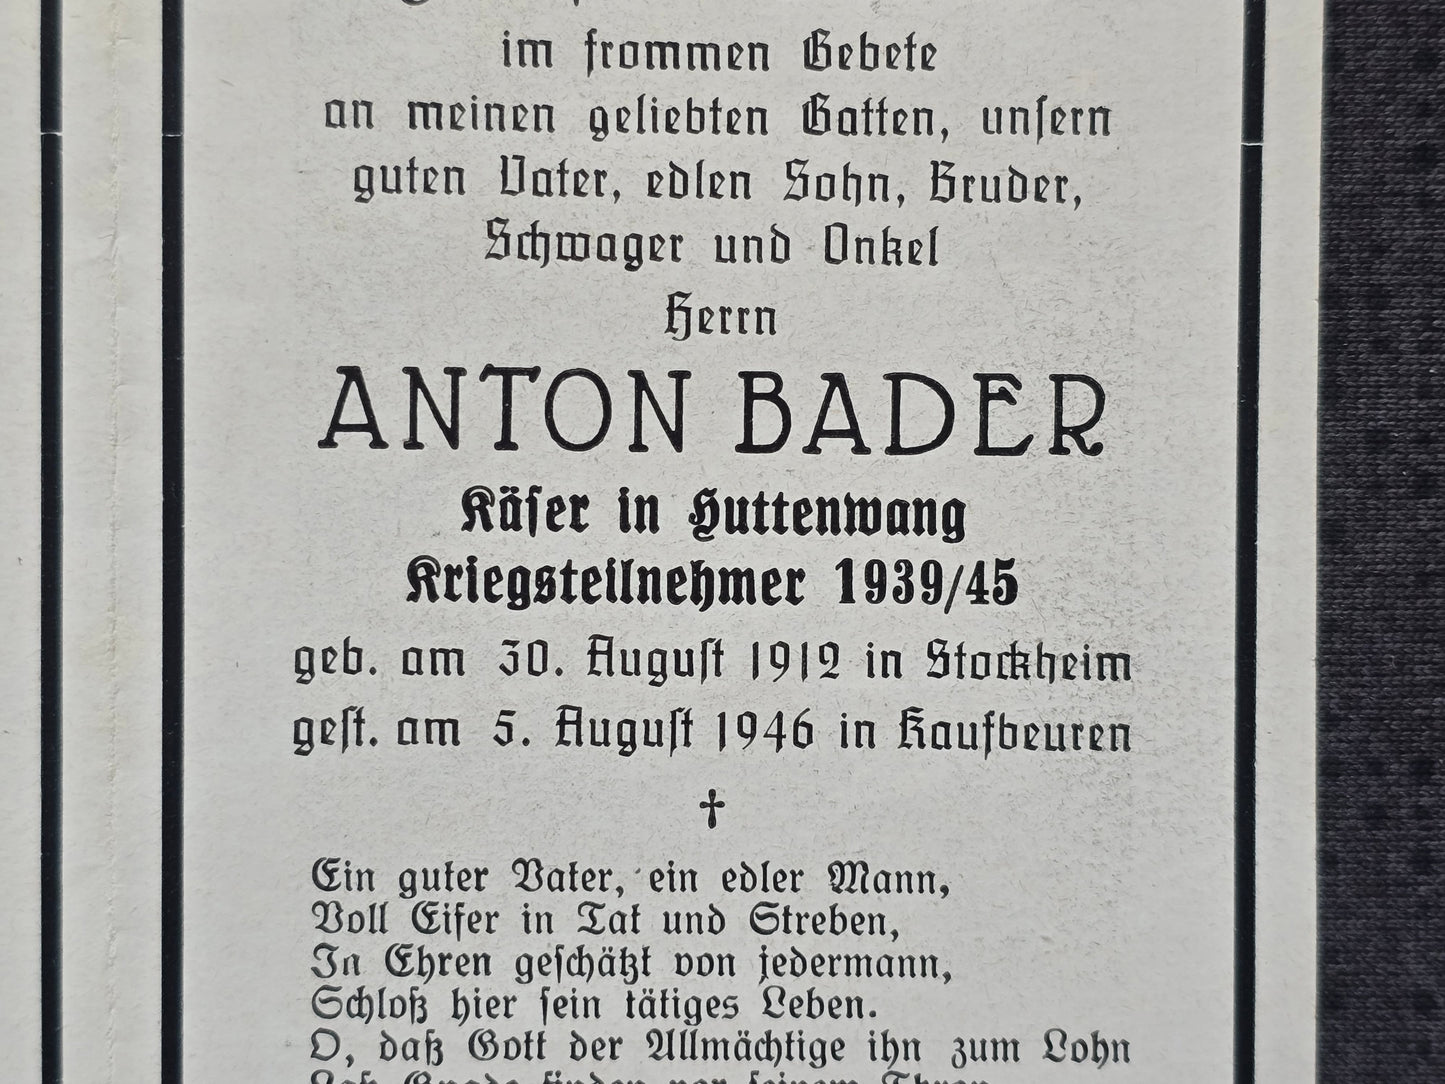 im frommen Gebete
an meinen geliebten Gatten, unsern
guten Vater, edlen Sohn, Bruder,
Schwager und Onkel
Herrn
ANTON BADER
Käser in Huttenwang
Kriegsteilnehmer 1939/45
geb. am 30. August 1912 in Stockheim
gest. am 5. August 1946 in Kaufbeuren
Ein guter Vater, ein edler Mann,
Voll Eifer in Tat und Streben,
In Ehren geschätzt von jedermann,
Schloß hier sein tätiges Leben.
O, daß Gott der Allmächtige ihn zum Lohn